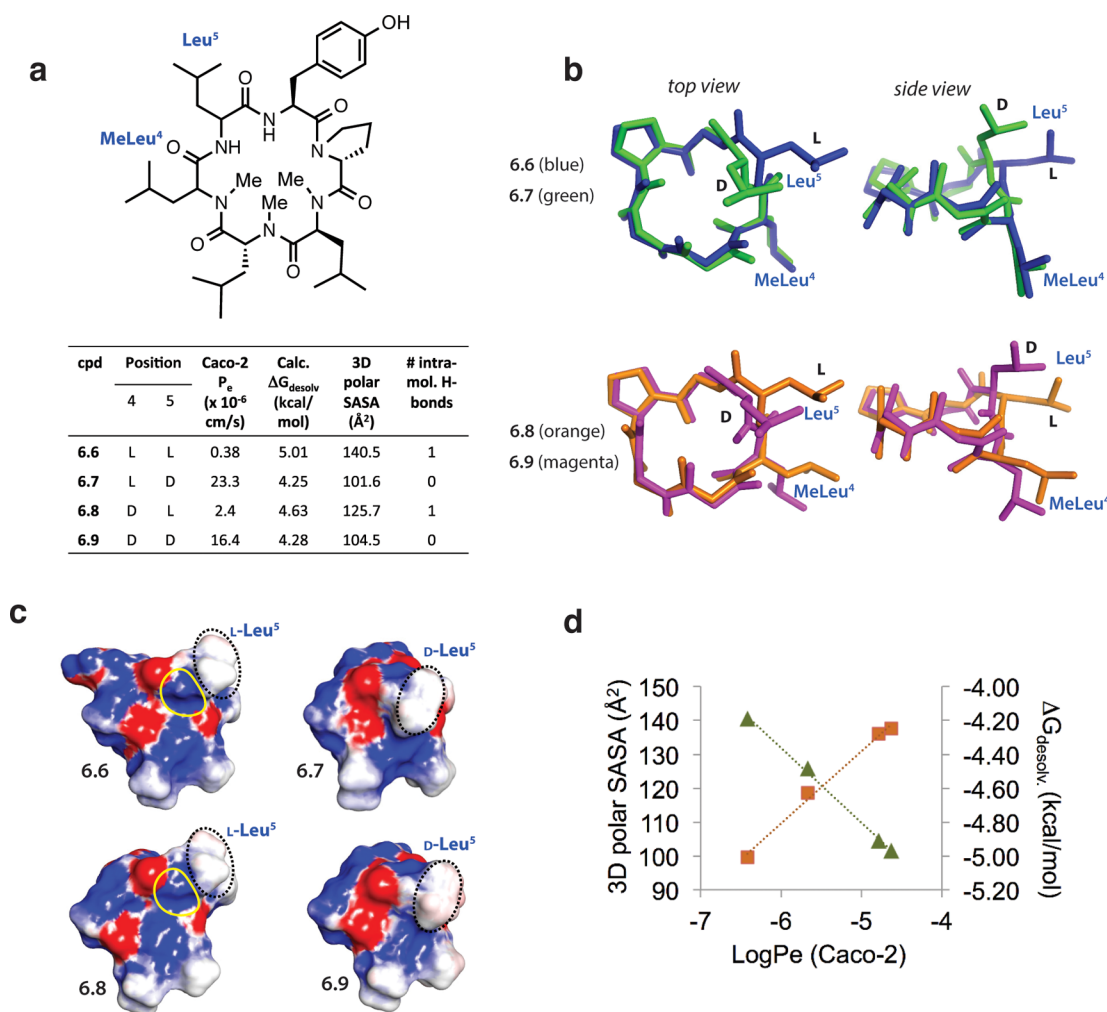 a
Leu⁵
OH
O
O
H
N
O
MeLeu⁴
O
NH
N
N
Me
Me
O
N
Me
N
O
N
O
O
cpd Position Caco-2 Calc. 3D # intra-
4 5 Pe ΔGdesolv polar mol. H-
(x 10⁻⁶ (kcal/ SASA bonds
cm/s) mol) (Å²)
6.6 L L 0.38 5.01 140.5 1
6.7 L D 23.3 4.25 101.6 0
6.8 D L 2.4 4.63 125.7 1
6.9 D D 16.4 4.28 104.5 0
b
top view side view
D Leu⁵
L
6.6 (blue)
D Leu⁵ L
6.7 (green)
MeLeu⁴ MeLeu⁴
D Leu⁵
L
D Leu⁵ L
6.8 (orange)
6.9 (magenta)
MeLeu⁴ MeLeu⁴
c
L-Leu⁵ D-Leu⁵
6.6 6.7
L-Leu⁵ D-Leu⁵
6.8 6.9
d
3D polar SASA (Å²)
150
140
130
120
110
100
90
-4.00
-4.20
-4.40
-4.60
-4.80
-5.00
-5.20
ΔGdesolv. (kcal/mol)
-7 -6 -5 -4
LogPe (Caco-2)